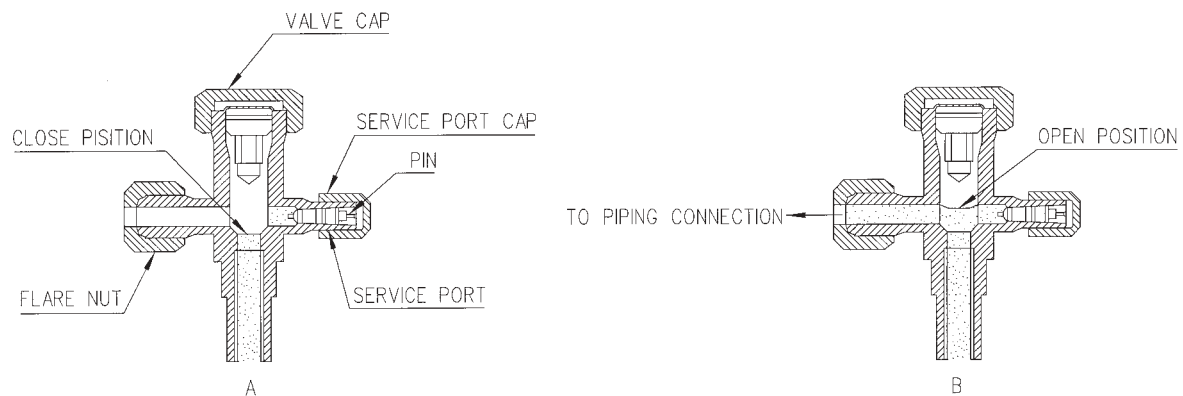 VALVE CAP
CLOSE PISITION
SERVICE PORT CAP
PIN
FLARE NUT
SERVICE PORT
A
OPEN POSITION
TO PIPING CONNECTION
B